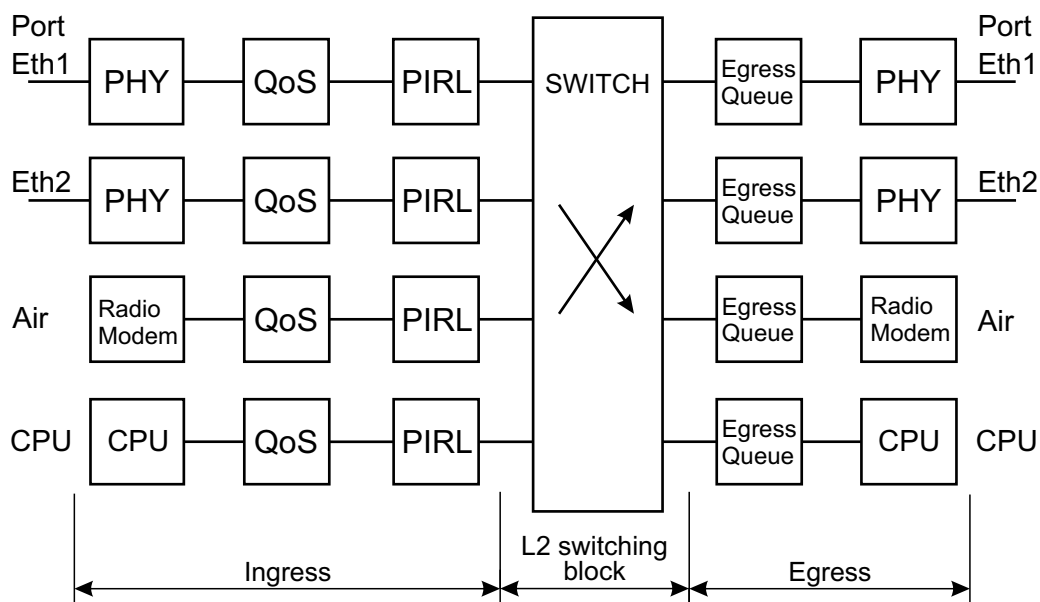 Port
Port
Eth1
PHY
QoS
PIRL
SWITCH
Egress
Queue
PHY
Eth1
Eth2
PHY
QoS
PIRL
Egress
Queue
PHY
Eth2
Air
Radio
Modem
QoS
PIRL
Egress
Queue
Radio
Modem
Air
CPU
CPU
QoS
PIRL
Egress
Queue
CPU
CPU
Ingress
L2 switching
block
Egress